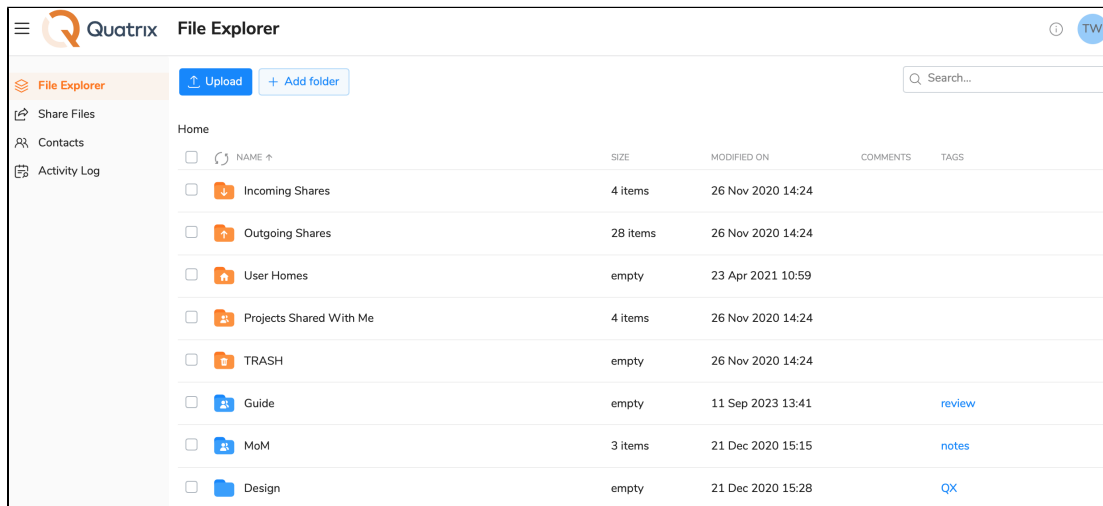 Quatrix File Explorer TW
File Explorer
Share Files
Contacts
Activity Log
Upload + Add folder Search...
Home
NAME ↑ SIZE MODIFIED ON COMMENTS TAGS
Incoming Shares 4 items 26 Nov 2020 14:24
Outgoing Shares 28 items 26 Nov 2020 14:24
User Homes empty 23 Apr 2021 10:59
Projects Shared With Me 4 items 26 Nov 2020 14:24
TRASH empty 26 Nov 2020 14:24
Guide empty 11 Sep 2023 13:41 review
MoM 3 items 21 Dec 2020 15:15 notes
Design empty 21 Dec 2020 15:28 QX